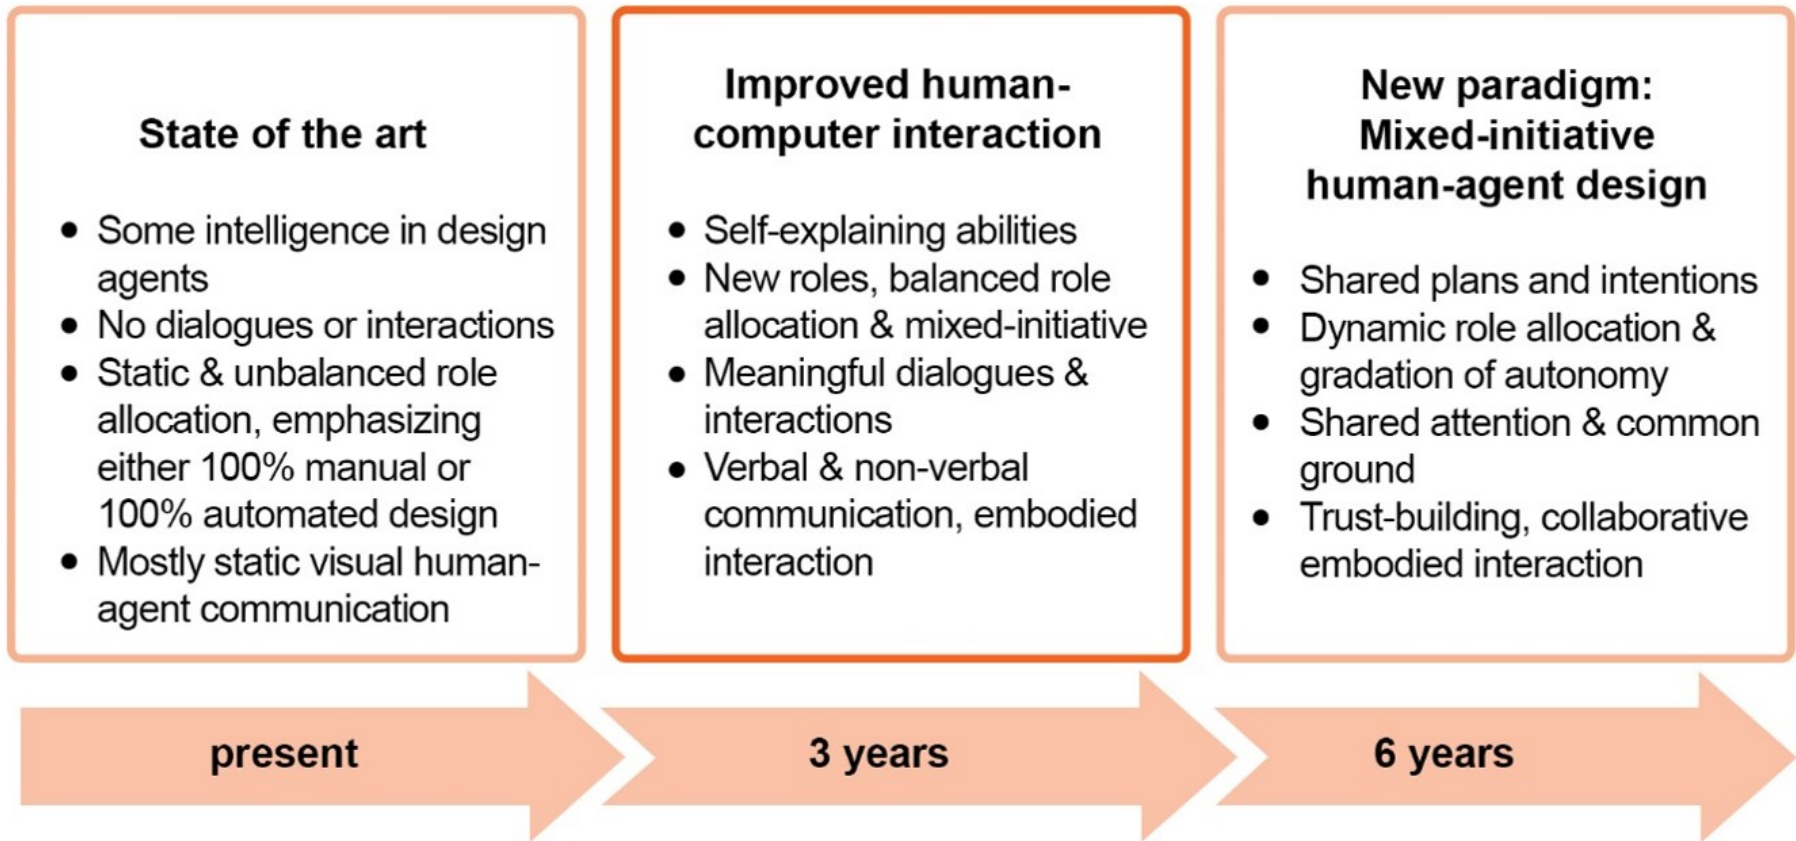 State of the art
• Some intelligence in design
agents
• No dialogues or interactions
• Static & unbalanced role
allocation, emphasizing
either 100% manual or
100% automated design
• Mostly static visual human-
agent communication
Improved human-
computer interaction
• Self-explaining abilities
• New roles, balanced role
allocation & mixed-initiative
• Meaningful dialogues &
interactions
• Verbal & non-verbal
communication, embodied
interaction
New paradigm:
Mixed-initiative
human-agent design
• Shared plans and intentions
• Dynamic role allocation &
gradation of autonomy
• Shared attention & common
ground
• Trust-building, collaborative
embodied interaction
present
3 years
6 years